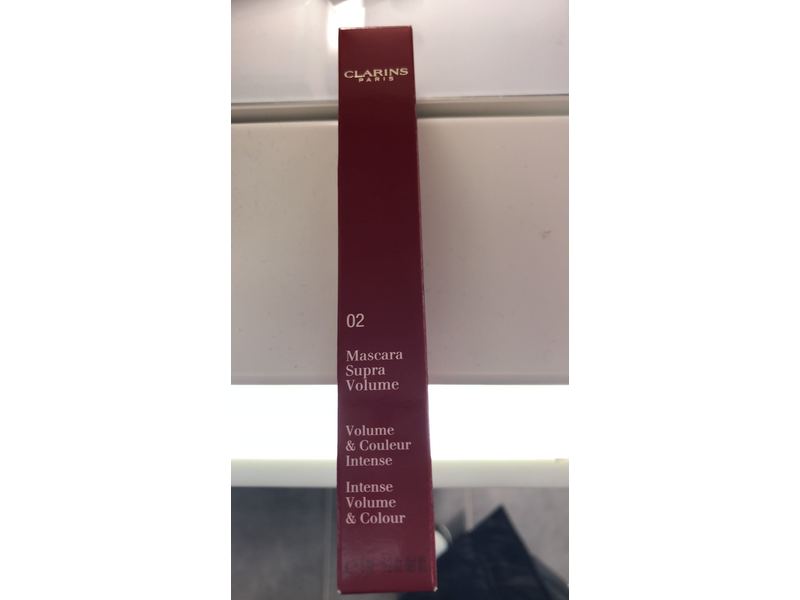 CLARINS
PARIS
02
Mascara
Supra
Volume
Volume
& Couleur
Intense
Intense
Volume
& Colour